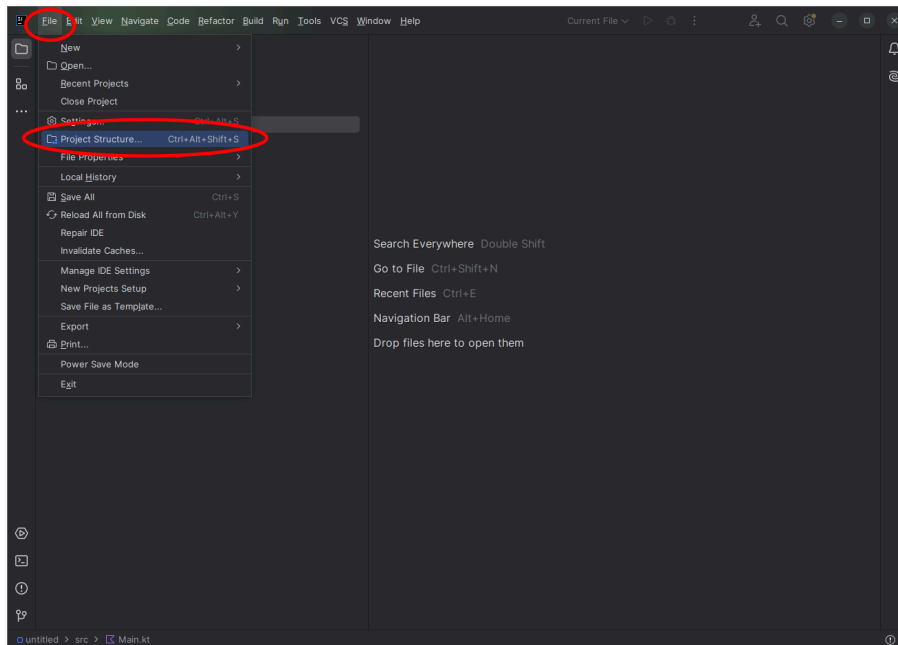 File Edit View Navigate Code Refactor Build Run Tools VCS Window Help Current File
New
Open...
Recent Projects
Close Project
Settings... Ctrl+Alt+S
Project Structure... Ctrl+Alt+Shift+S
File Properties
Local History
Save All Ctrl+S
Reload All from Disk Ctrl+Alt+Y
Repair IDE
Invalidate Caches...
Manage IDE Settings
New Projects Setup
Save File as Template...
Export
Print...
Power Save Mode
Exit
Search Everywhere Double Shift
Go to File Ctrl+Shift+N
Recent Files Ctrl+E
Navigation Bar Alt+Home
Drop files here to open them
untitled > src > Main.kt